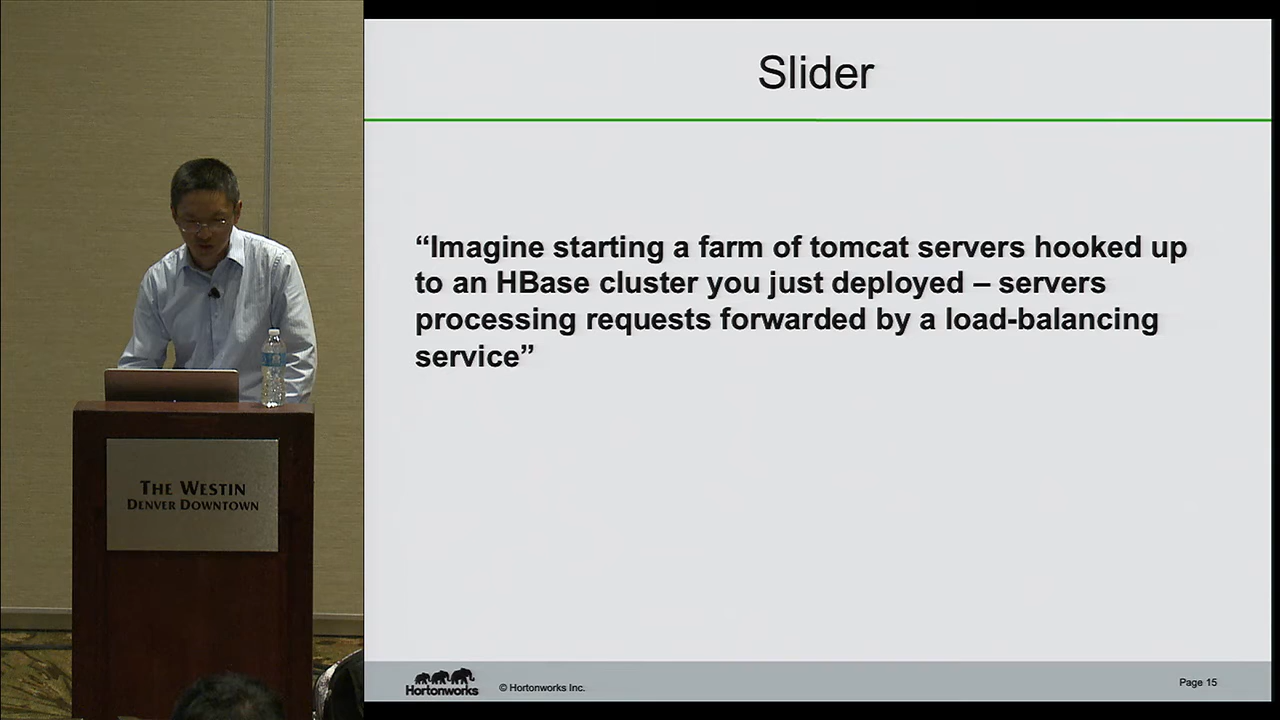 Slider
“Imagine starting a farm of tomcat servers hooked up
to an HBase cluster you just deployed – servers
processing requests forwarded by a load-balancing
service”
THE WESTIN
DENVER DOWNTOWN
Hortonworks
© Hortonworks Inc.
Page 15